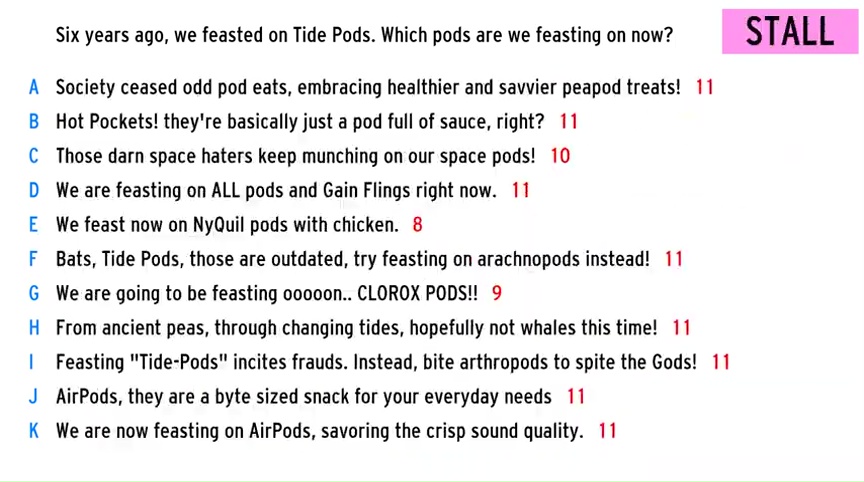 Six years ago, we feasted on Tide Pods. Which pods are we feasting on now?
STALL
A Society ceased odd pod eats, embracing healthier and savvier peapod treats! 11
B Hot Pockets! they're basically just a pod full of sauce, right? 11
C Those darn space haters keep munching on our space pods! 10
D We are feasting on ALL pods and Gain Flings right now. 11
E We feast now on NyQuil pods with chicken. 8
F Bats, Tide Pods, those are outdated, try feasting on arachnopods instead! 11
G We are going to be feasting ooooon.. CLOROX PODS!! 9
H From ancient peas, through changing tides, hopefully not whales this time! 11
I Feasting "Tide-Pods" incites frauds. Instead, bite arthropods to spite the Gods! 11
J AirPods, they are a byte sized snack for your everyday needs 11
K We are now feasting on AirPods, savoring the crisp sound quality. 11